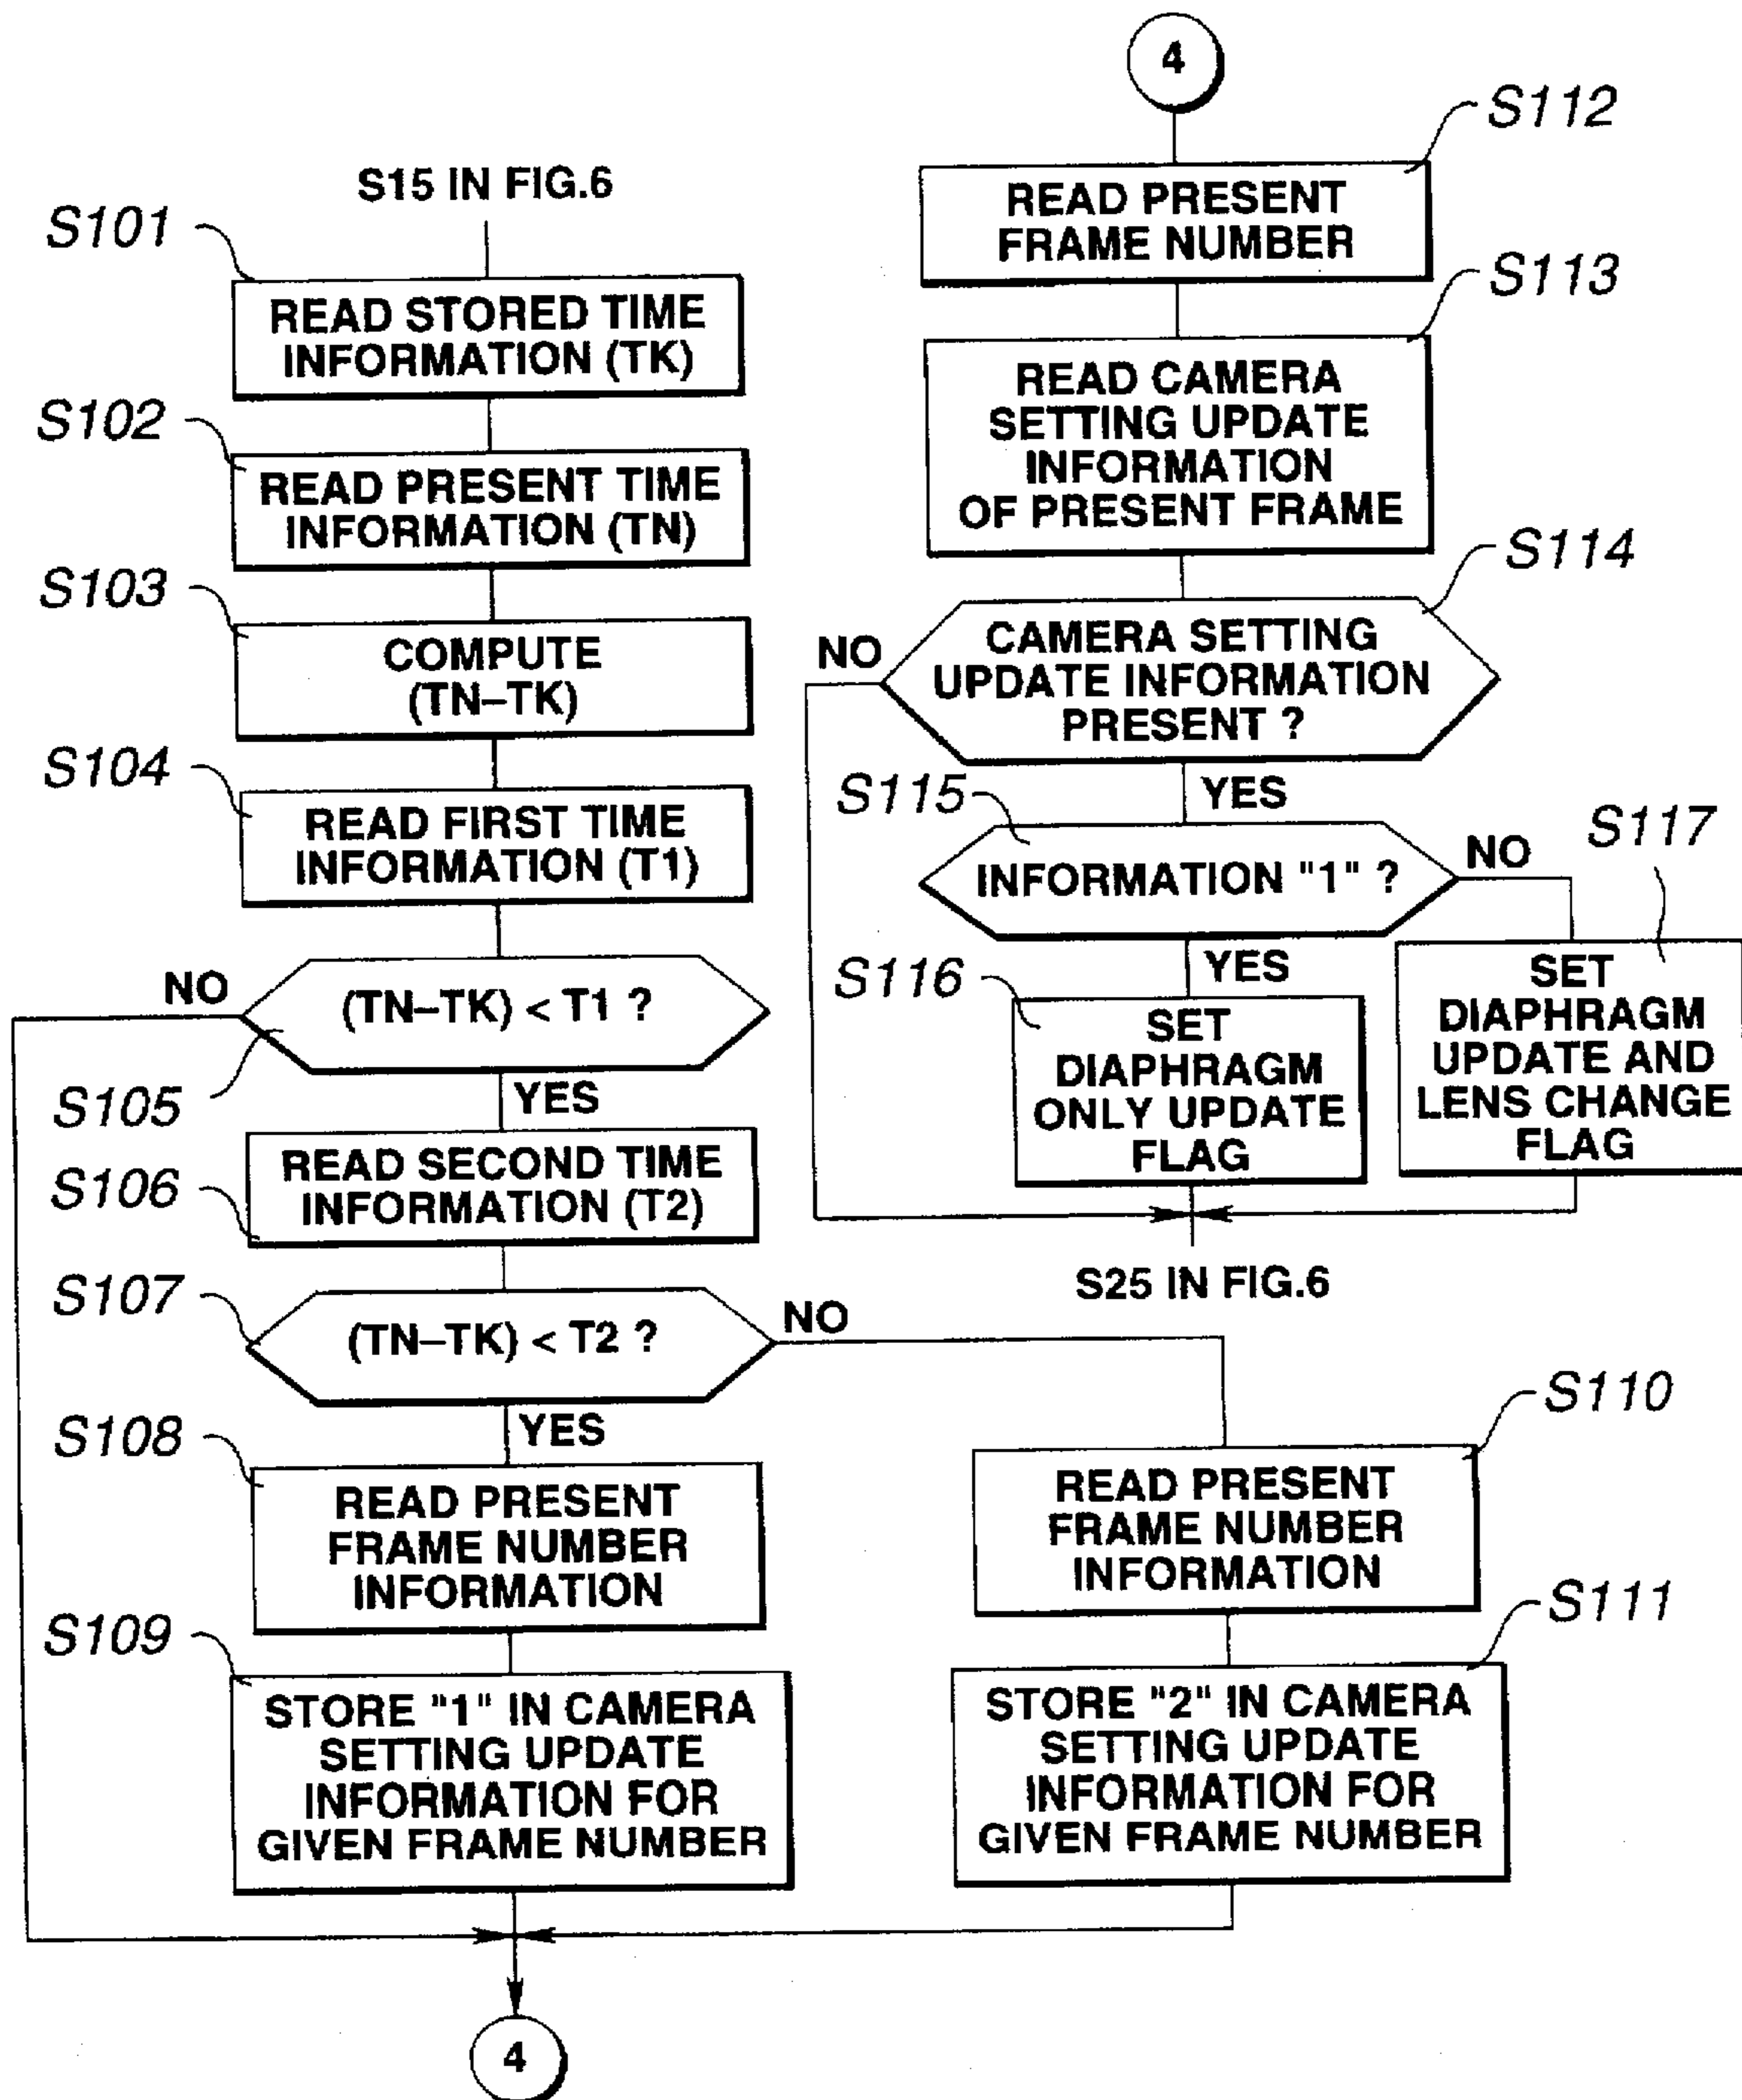 S15 IN FIG.6
S101
READ STORED TIME
INFORMATION (TK)
S102
READ PRESENT TIME
INFORMATION (TN)
S103
COMPUTE
(TN–TK)
S104
READ FIRST TIME
INFORMATION (T1)
NO
(TN–TK) < T1 ?
S105
YES
S106
READ SECOND TIME
INFORMATION (T2)
S107
(TN–TK) < T2 ?
NO
YES
S108
READ PRESENT
FRAME NUMBER
INFORMATION
S109
STORE "1" IN CAMERA
SETTING UPDATE
INFORMATION FOR
GIVEN FRAME NUMBER
S110
READ PRESENT
FRAME NUMBER
INFORMATION
S111
STORE "2" IN CAMERA
SETTING UPDATE
INFORMATION FOR
GIVEN FRAME NUMBER
4
4
S112
READ PRESENT
FRAME NUMBER
S113
READ CAMERA
SETTING UPDATE
INFORMATION
OF PRESENT FRAME
S114
NO
CAMERA SETTING
UPDATE INFORMATION
PRESENT ?
YES
S115
INFORMATION "1" ?
NO
S117
YES
S116
SET
DIAPHRAGM
ONLY UPDATE
FLAG
SET
DIAPHRAGM
UPDATE AND
LENS CHANGE
FLAG
S25 IN FIG.6